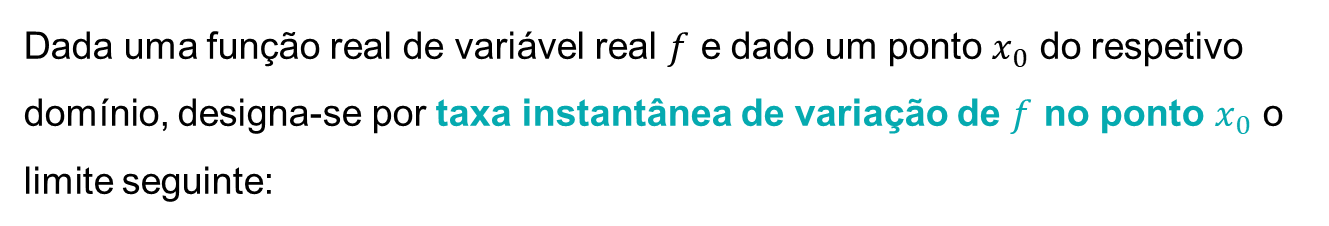 Dada uma função real de variável real 𝑓 e dado um ponto 𝑥₀ do respetivo
domínio, designa-se por taxa instantânea de variação de 𝑓 no ponto 𝑥₀ o
limite seguinte: